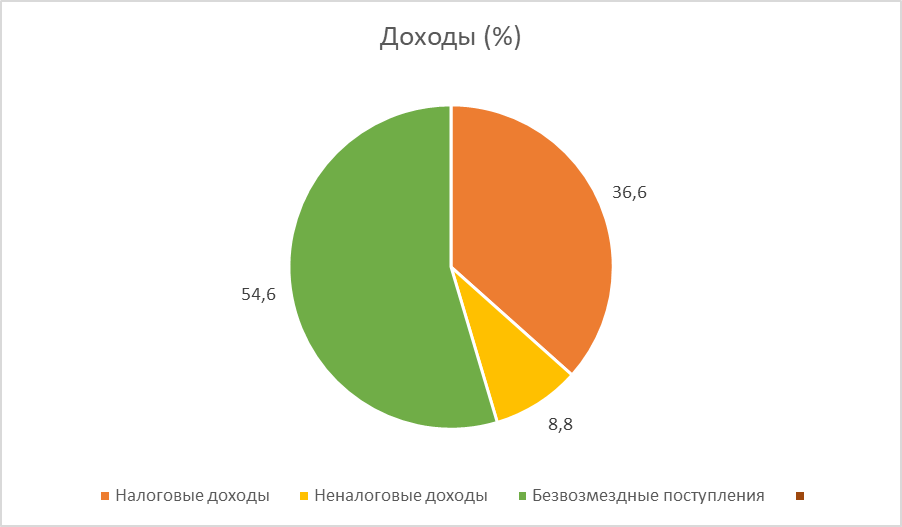 Доходы (%)
36,6
54,6
8,8
Налоговые доходы Неналоговые доходы Безвозмездные поступления